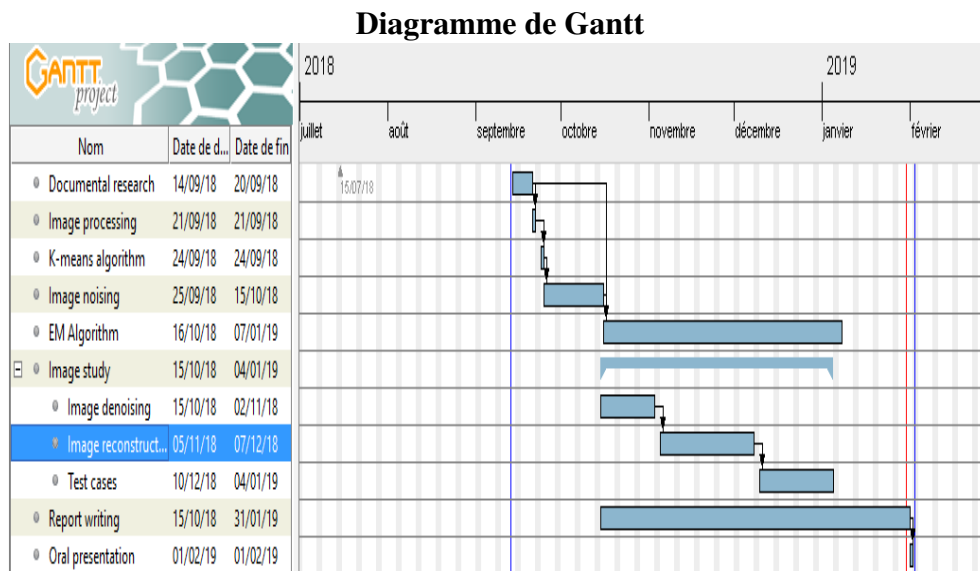 Diagramme de Gantt
GANTT
project
2018
2019
juillet août septembre octobre novembre décembre janvier février
Nom Date de d... Date de fin
Documental research 14/09/18 20/09/18
15/07/18
Image processing 21/09/18 21/09/18
K-means algorithm 24/09/18 24/09/18
Image noising 25/09/18 15/10/18
EM Algorithm 16/10/18 07/01/19
Image study 15/10/18 04/01/19
Image denoising 15/10/18 02/11/18
Image reconstruct... 05/11/18 07/12/18
Test cases 10/12/18 04/01/19
Report writing 15/10/18 31/01/19
Oral presentation 01/02/19 01/02/19